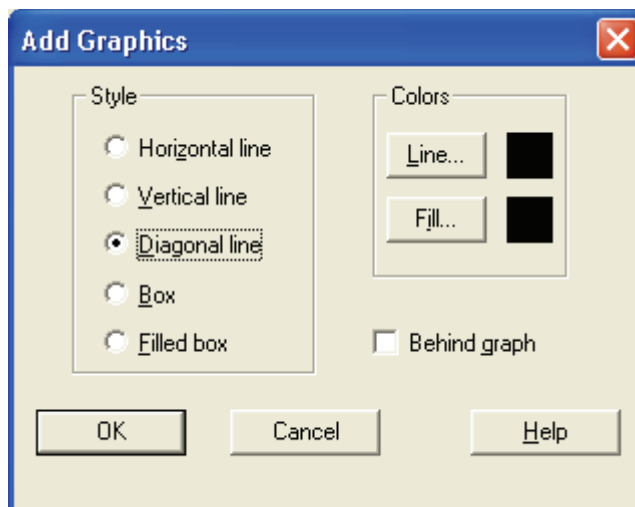 Add Graphics
Style
Horizontal line
Vertical line
Diagonal line
Box
Filled box
Colors
Line...
Fill...
Behind graph
OK
Cancel
Help